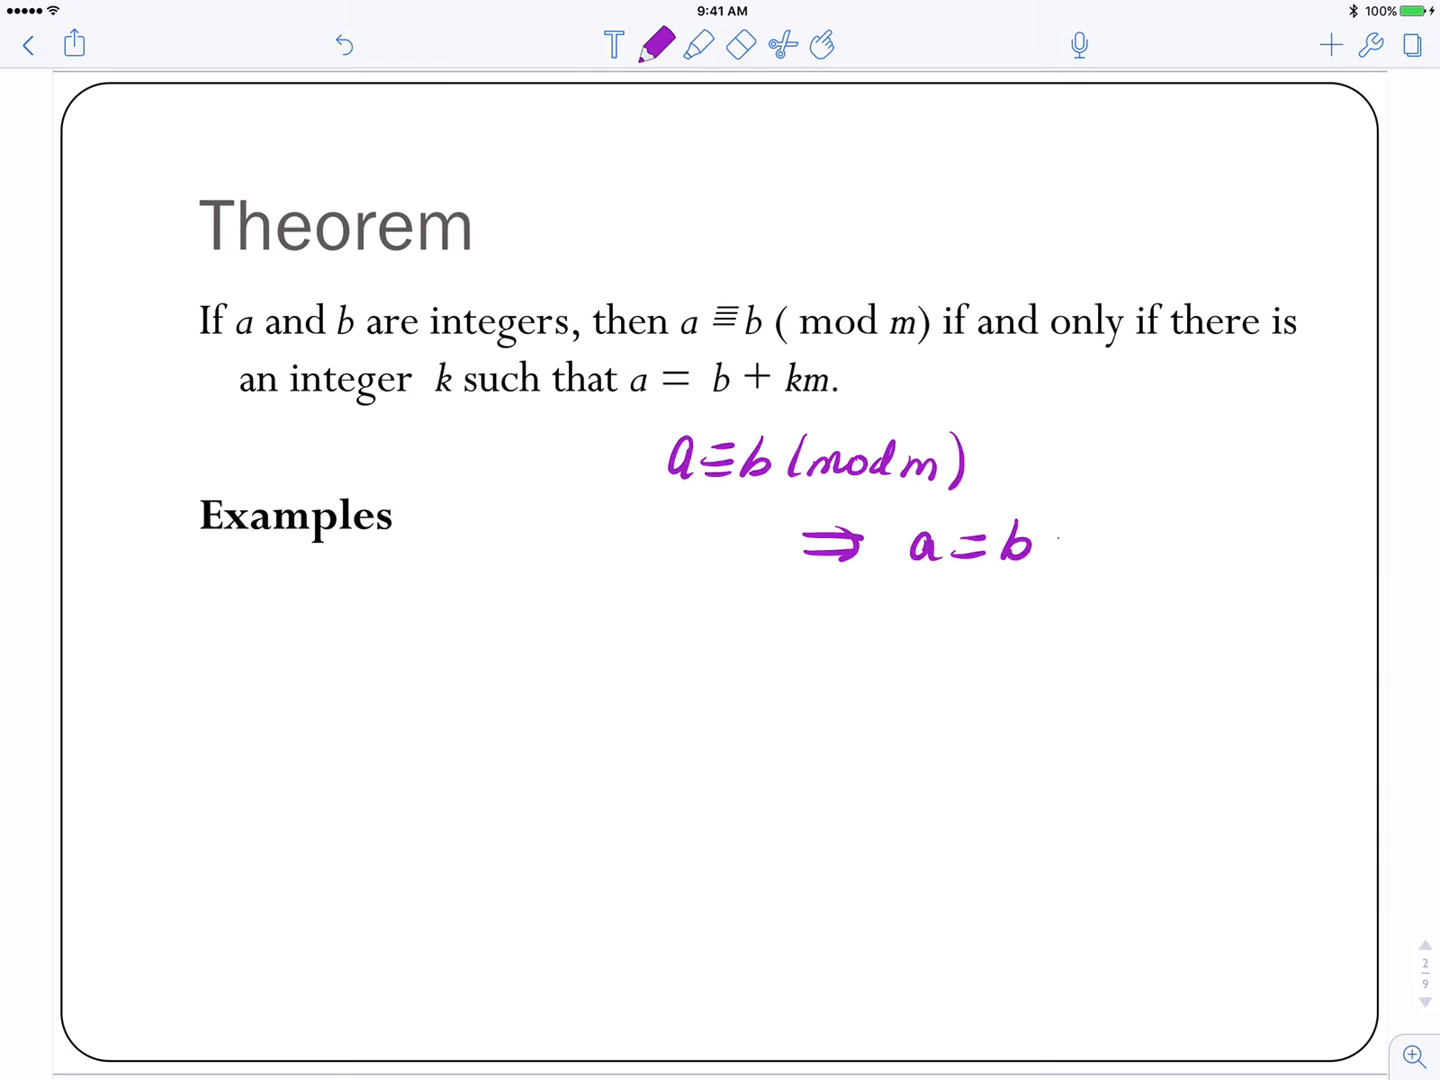 9:41 AM
100%
T
Theorem
If a and b are integers, then a ≡ b ( mod m) if and only if there is
an integer k such that a = b + km.
a ≡ b (mod m)
Examples
⇒ a = b
2
9